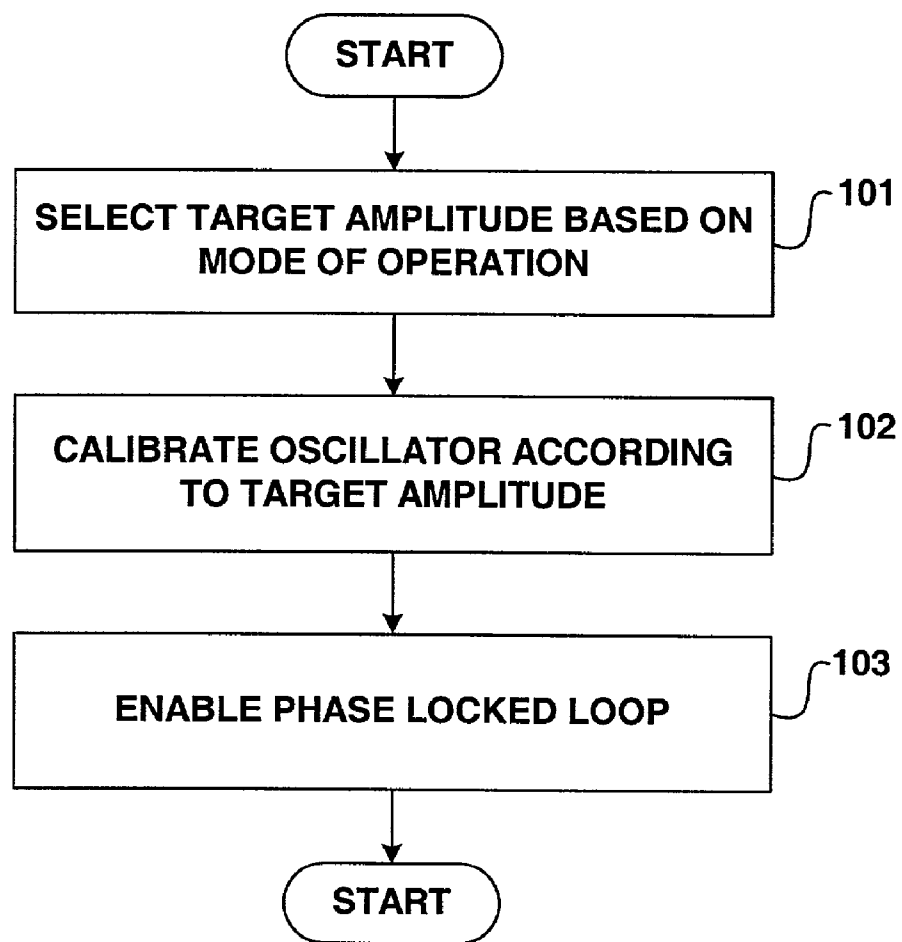 START
SELECT TARGET AMPLITUDE BASED ON
MODE OF OPERATION
101
CALIBRATE OSCILLATOR ACCORDING
TO TARGET AMPLITUDE
102
ENABLE PHASE LOCKED LOOP
103
START